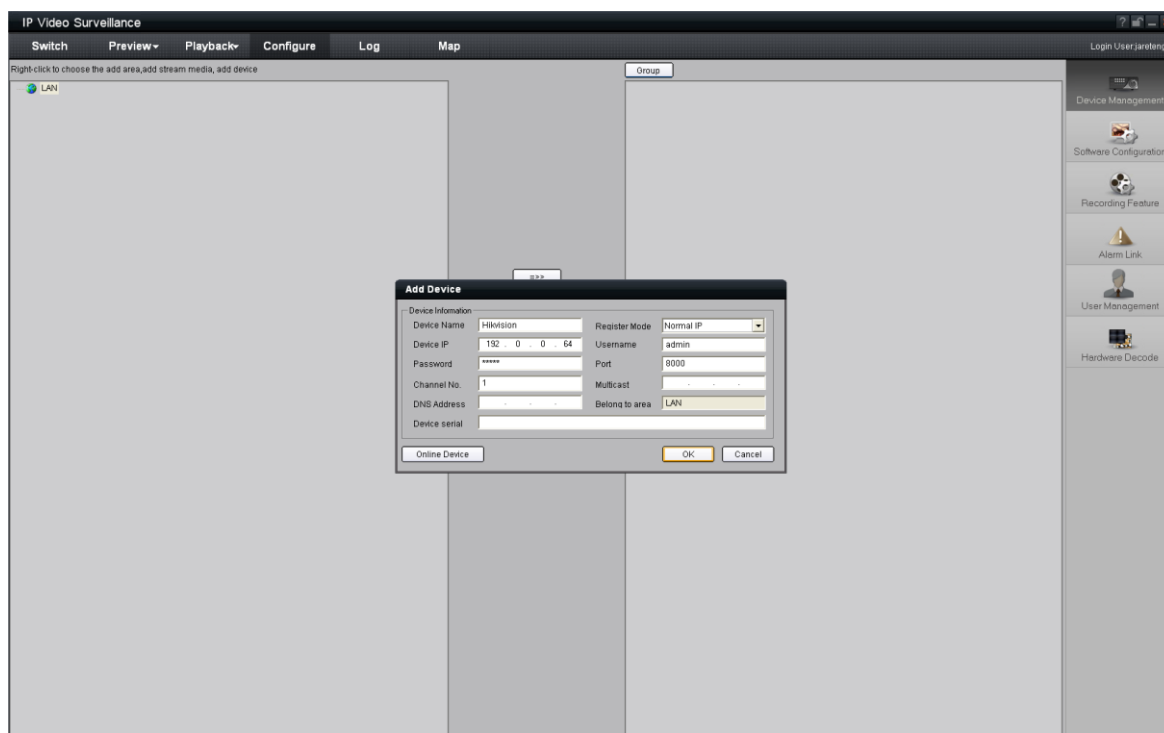 IP Video Surveillance
Switch Preview Playback Configure Log Map Login User:jareteng
Right-click to choose the add area,add stream media, add device
Group
LAN
Device Management
Software Configuration
Recording Feature
Alarm Link
User Management
Hardware Decode
=>>
Add Device
Device Information
Device Name Hikvision Register Mode Normal IP
Device IP 192 . 0 . 0 . 64 Username admin
Password ***** Port 8000
Channel No. 1 Multicast . . .
DNS Address . . . Belong to area LAN
Device serial
Online Device OK Cancel